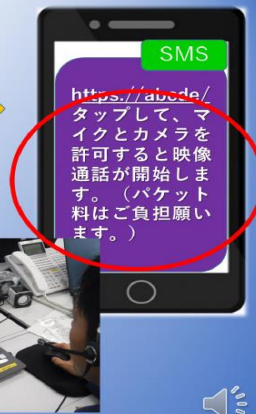 SMS
https://abcde/
タップして、マ
イクとカメラを
許可すると映像
通話が開始しま
す。（パケット
料はご負担願い
ます。）